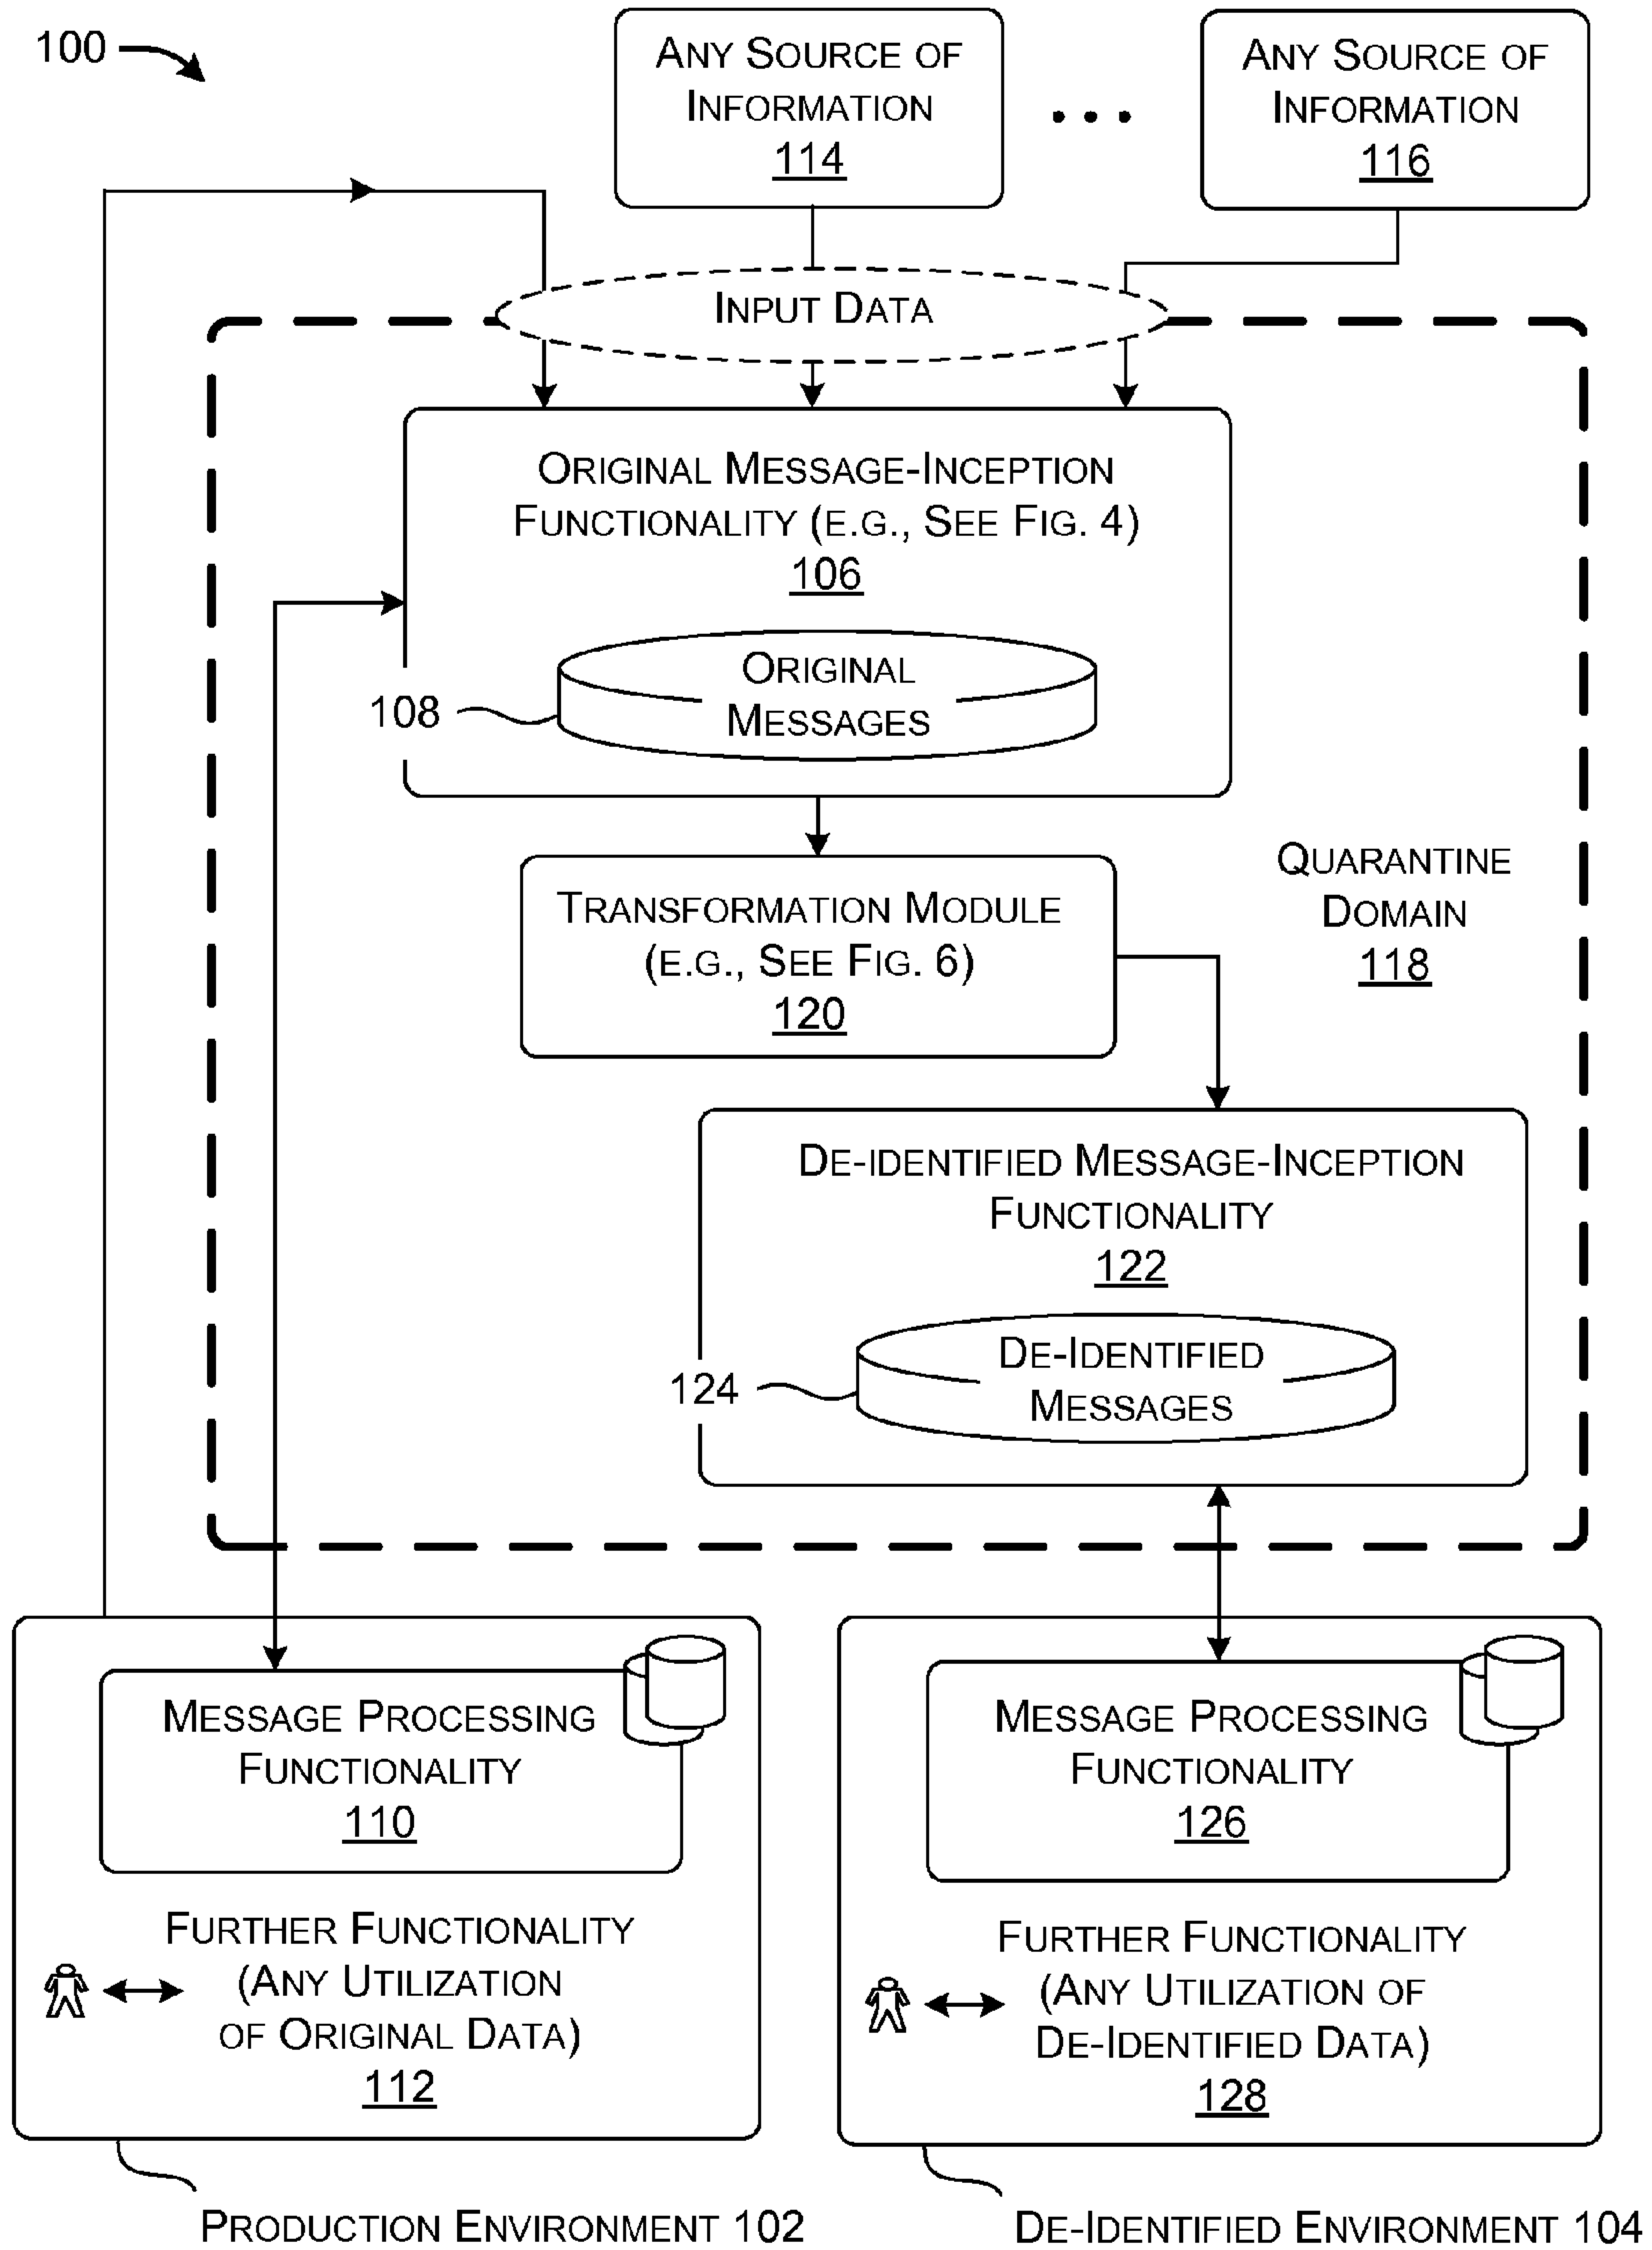 100
ANY SOURCE OF
INFORMATION
114
. . .
ANY SOURCE OF
INFORMATION
116
INPUT DATA
ORIGINAL MESSAGE-INCEPTION
FUNCTIONALITY (E.G., SEE FIG. 4)
106
ORIGINAL
MESSAGES
108
TRANSFORMATION MODULE
(E.G., SEE FIG. 6)
120
QUARANTINE
DOMAIN
118
DE-IDENTIFIED MESSAGE-INCEPTION
FUNCTIONALITY
122
DE-IDENTIFIED
MESSAGES
124
MESSAGE PROCESSING
FUNCTIONALITY
110
FURTHER FUNCTIONALITY
(ANY UTILIZATION
OF ORIGINAL DATA)
112
PRODUCTION ENVIRONMENT 102
MESSAGE PROCESSING
FUNCTIONALITY
126
FURTHER FUNCTIONALITY
(ANY UTILIZATION OF
DE-IDENTIFIED DATA)
128
DE-IDENTIFIED ENVIRONMENT 104